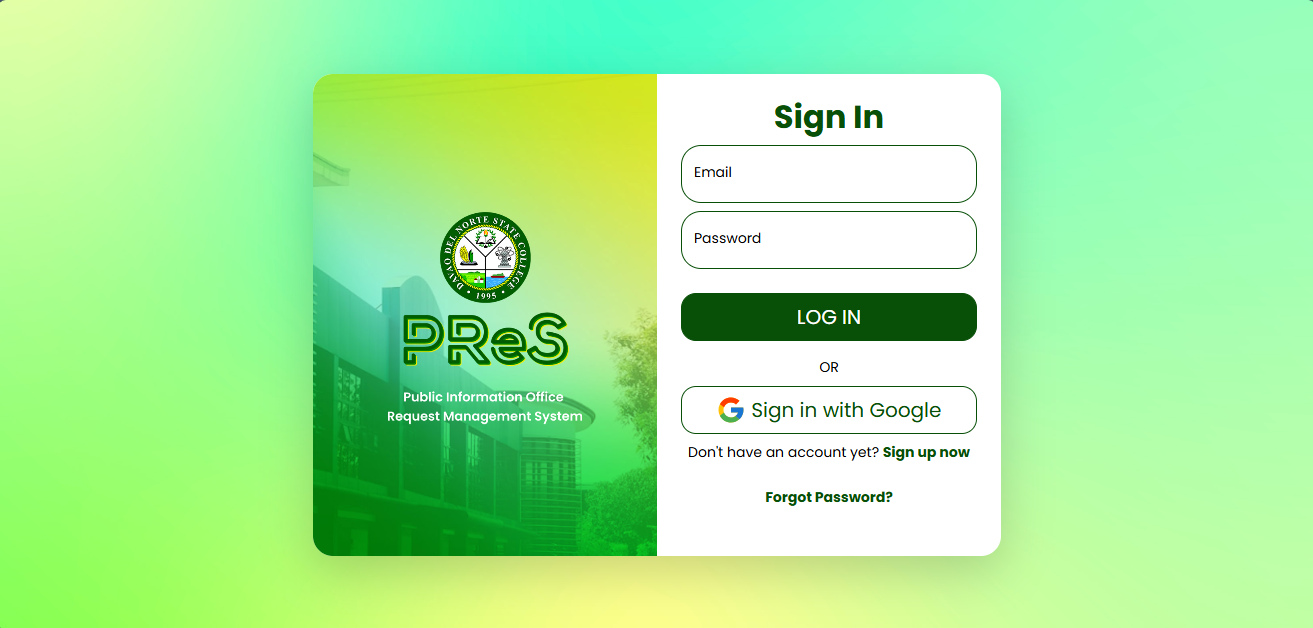 DAVAO DEL NORTE STATE COLLEGE
• 1995 •
PReS
Public Information Office
Request Management System
Sign In
Email
Password
LOG IN
OR
Sign in with Google
Don't have an account yet? Sign up now
Forgot Password?